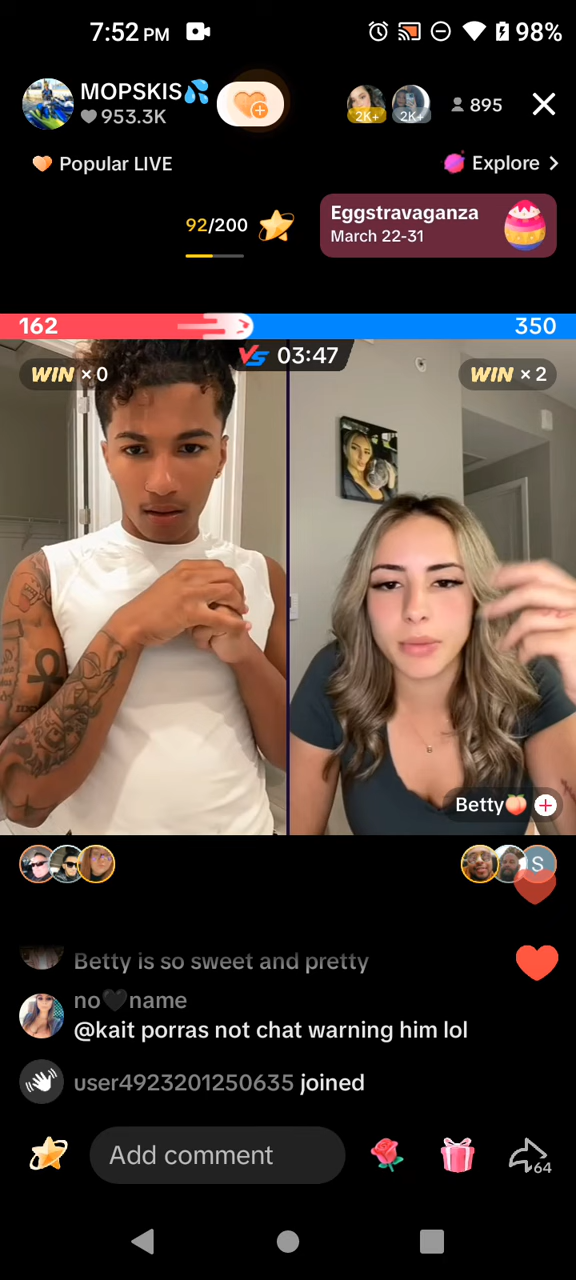 7:52 PM 98%
MOPSKIS💦
953.3K
2K+ 2K+ 895
Popular LIVE
Explore >
92/200
Eggstravaganza
March 22-31
162 350
VS 03:47
WIN × 0
WIN × 2
Betty🍑
S
Betty is so sweet and pretty
no🖤name
@kait porras not chat warning him lol
user4923201250635 joined
Add comment
64